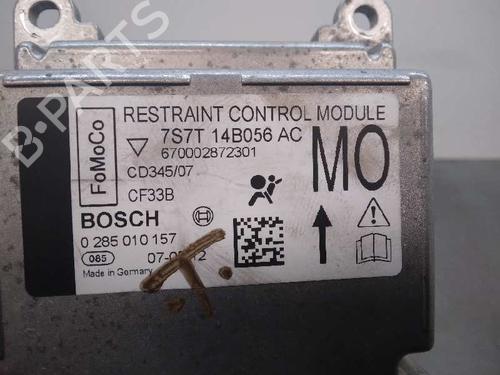 B-PARTS
FoMoCo
RESTRAINT CONTROL MODULE
7S7T 14B056 AC
670002872301
CD345/07
CF33B
MO
BOSCH
0 285 010 157
085
Made in Germany